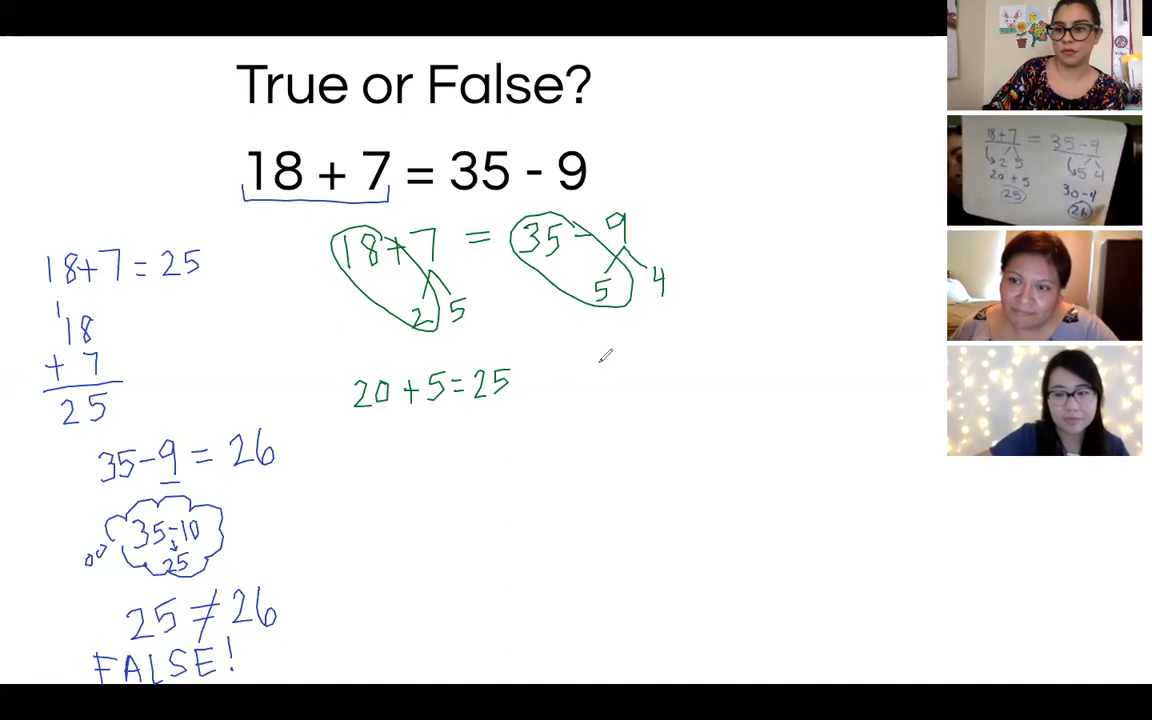 True or False?
18 + 7 = 35 - 9
18+7 = 35-9
2 5
5 4
20+5=25
18+7=25
1
18
+ 7
25
35-9 = 26
35-10
25
25 ≠ 26
FALSE!
18+7 = 35-9
2 5
5 4
20+5
30-4
25
26